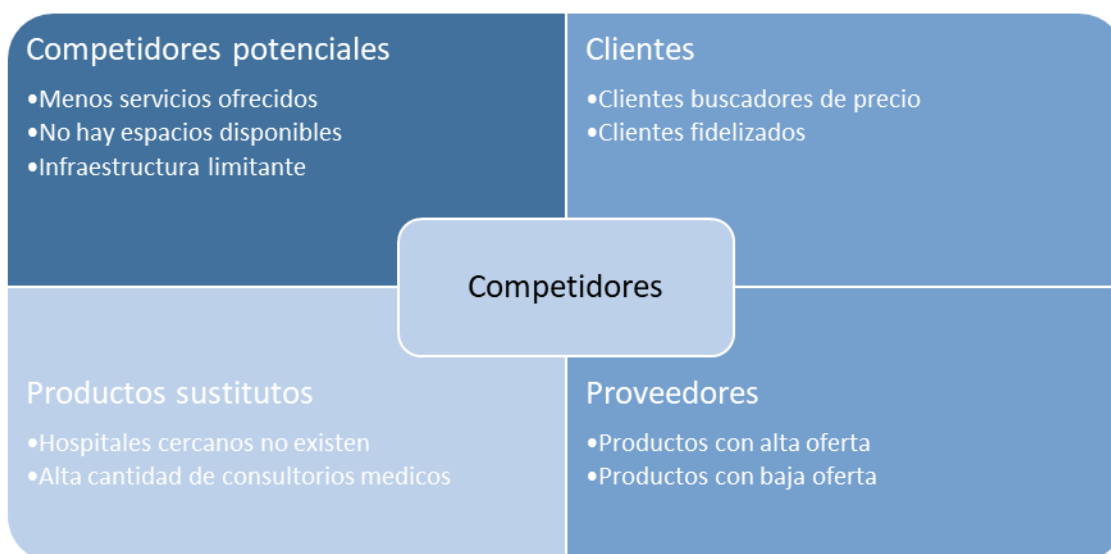 Competidores potenciales
•Menos servicios ofrecidos
•No hay espacios disponibles
•Infraestructura limitante
Clientes
•Clientes buscadores de precio
•Clientes fidelizados
Competidores
Productos sustitutos
•Hospitales cercanos no existen
•Alta cantidad de consultorios medicos
Proveedores
•Productos con alta oferta
•Productos con baja oferta